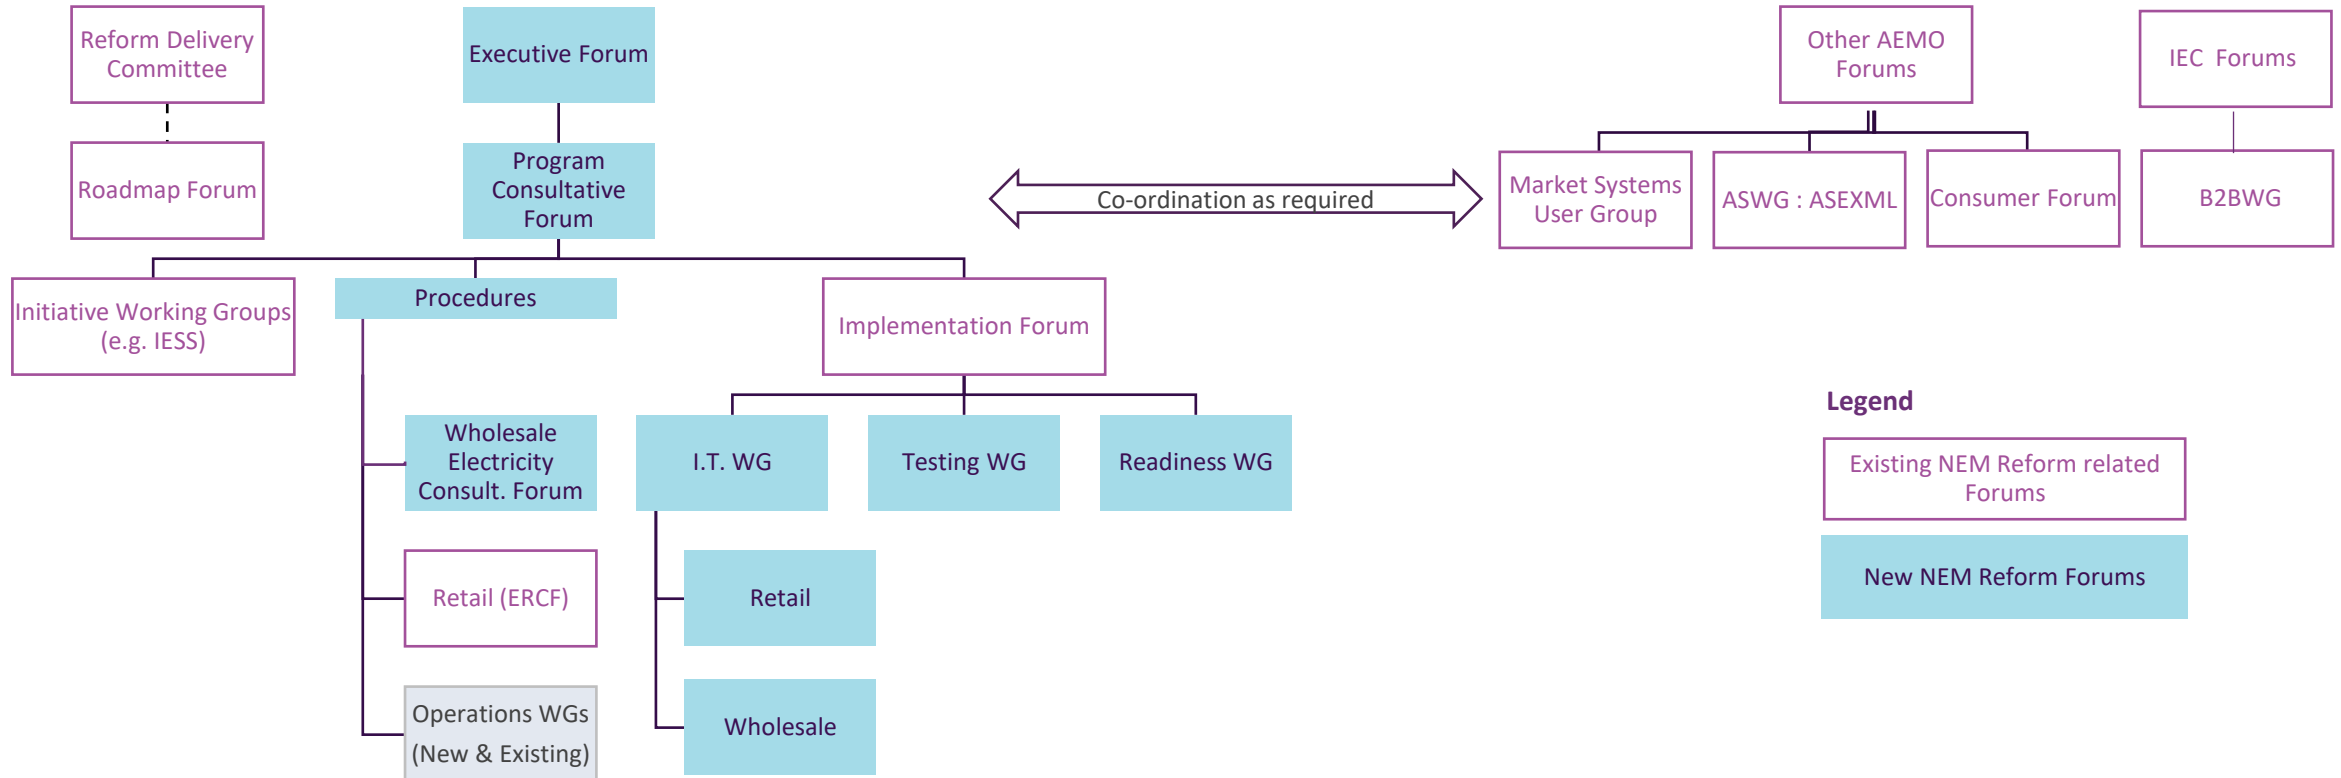 Reform Delivery
Committee
Executive Forum
Other AEMO
Forums
IEC Forums
Roadmap Forum
Program
Consultative
Forum
Co-ordination as required
Market Systems
User Group
ASWG : ASEXML
Consumer Forum
B2BWG
Initiative Working Groups
(e.g. IESS)
Procedures
Implementation Forum
Legend
Wholesale
Electricity
Consult. Forum
I.T. WG
Testing WG
Readiness WG
Existing NEM Reform related
Forums
New NEM Reform Forums
Retail (ERCF)
Retail
Operations WGs
(New & Existing)
Wholesale